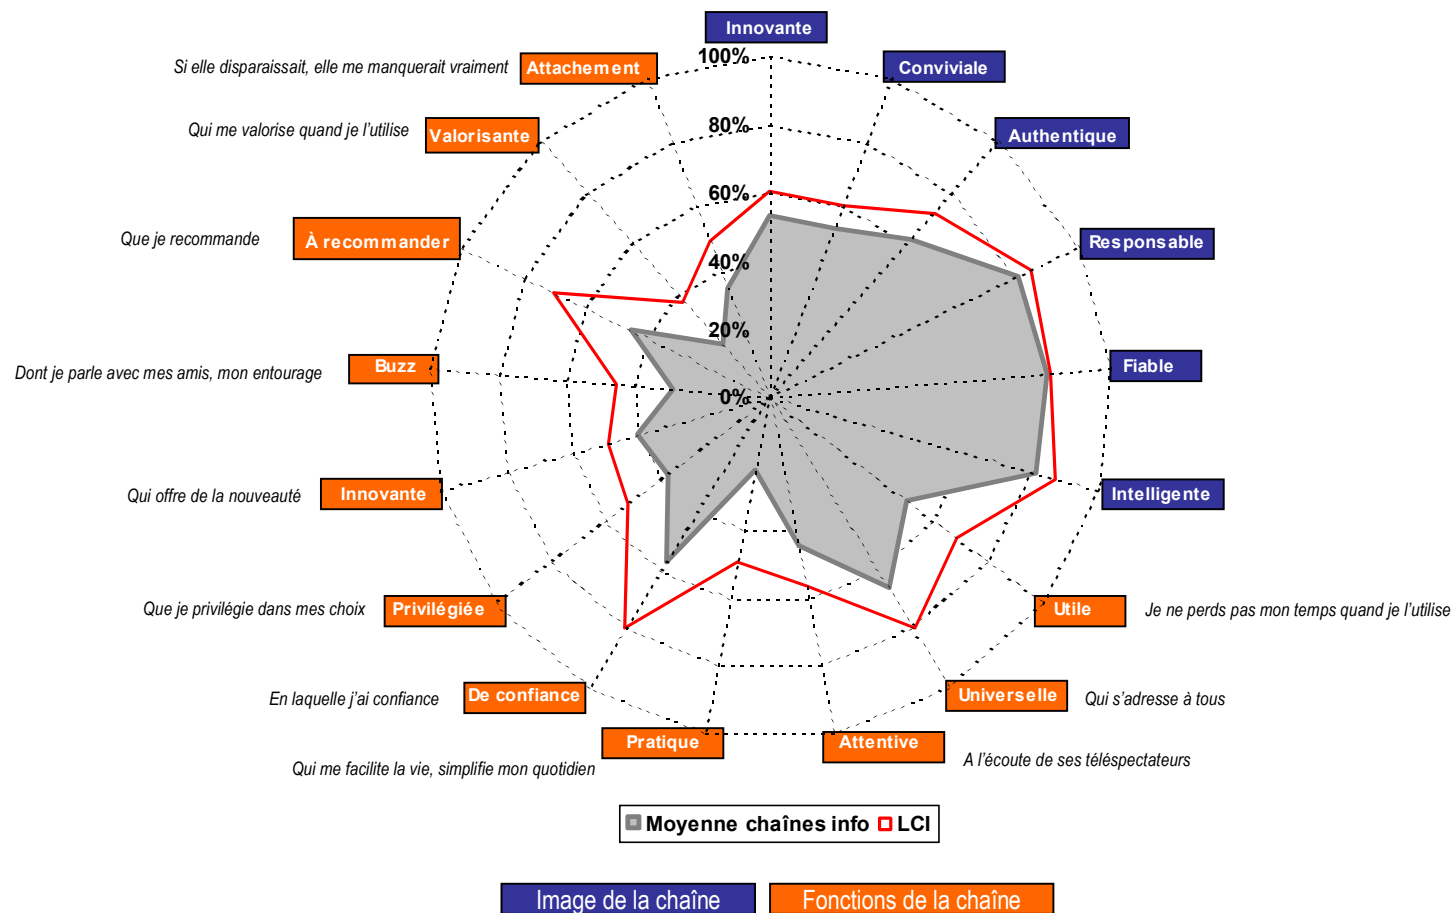 Innovante
Si elle disparaissait, elle me manquerait vraiment
Attachement
100%
Conviviale
Qui me valorise quand je l’utilise
Valorisante
80%
Authentique
60%
Que je recommande
À recommander
Responsable
40%
20%
Dont je parle avec mes amis, mon entourage
Buzz
Fiable
0%
Qui offre de la nouveauté
Innovante
Intelligente
Que je privilégie dans mes choix
Privilégiée
Utile
Je ne perds pas mon temps quand je l’utilise
En laquelle j’ai confiance
De confiance
Universelle
Qui s’adresse à tous
Pratique
Attentive
Qui me facilite la vie, simplifie mon quotidien
A l’écoute de ses téléspectateurs
Moyenne chaînes info
LCI
Image de la chaîne
Fonctions de la chaîne